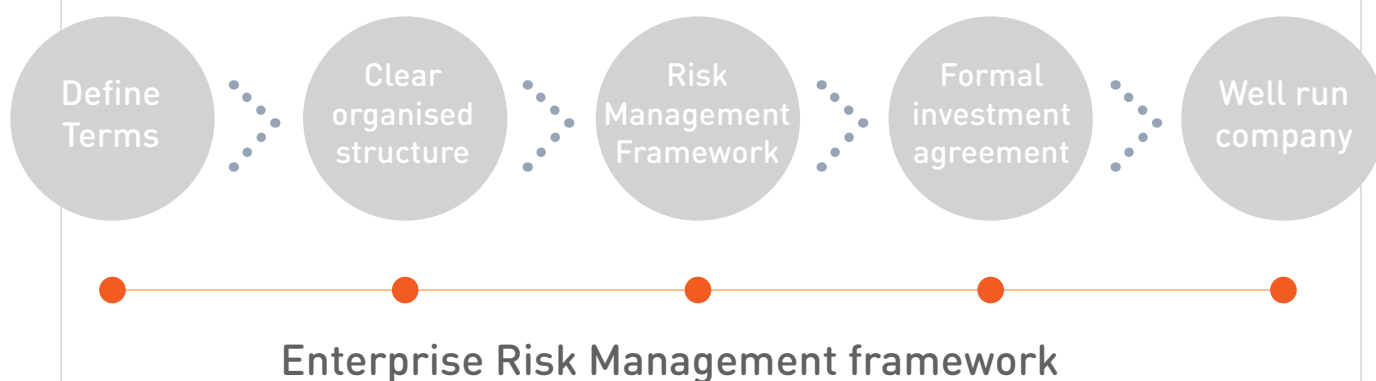 Define
Terms
Clear
organised
structure
Risk
Management
Framework
Formal
investment
agreement
Well run
company
Enterprise Risk Management framework